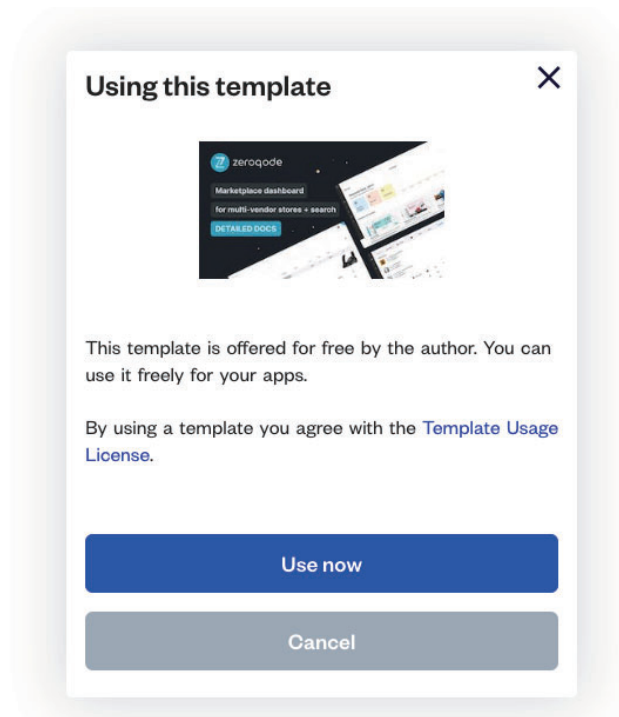 Using this template
zeroqode
Marketplace dashboard
for multi-vendor stores + search
DETAILED DOCS
This template is offered for free by the author. You can
use it freely for your apps.
By using a template you agree with the Template Usage
License.
Use now
Cancel